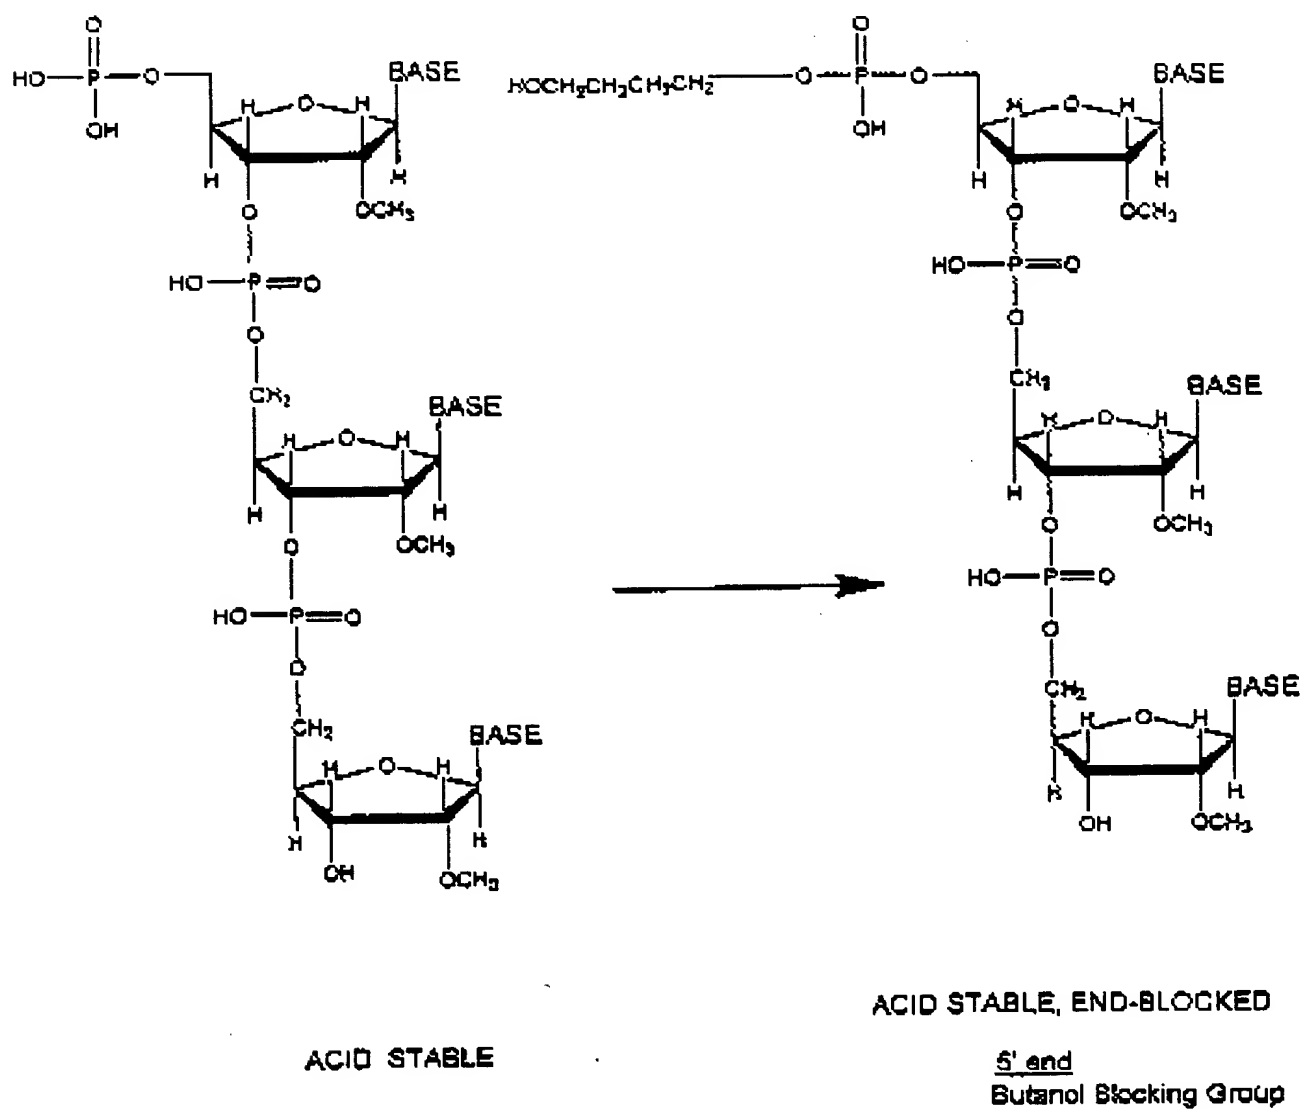 O
HO P O
OH
BASE
H O H
H H
O OCH3
HO P O
O
CH2
BASE
H O H
H H
O OCH3
HO P O
O
CH2
BASE
H O H
H H
OH OCH3
ACID STABLE
O
HOCH2CH2CH2CH2 O P O
OH
BASE
H O H
H H
O OCH3
HO P O
O
CH2
BASE
H O H
H H
O OCH3
HO P O
O
CH2
BASE
H O H
H H
OH OCH3
ACID STABLE, END-BLOCKED
5' end
Butanol Blocking Group